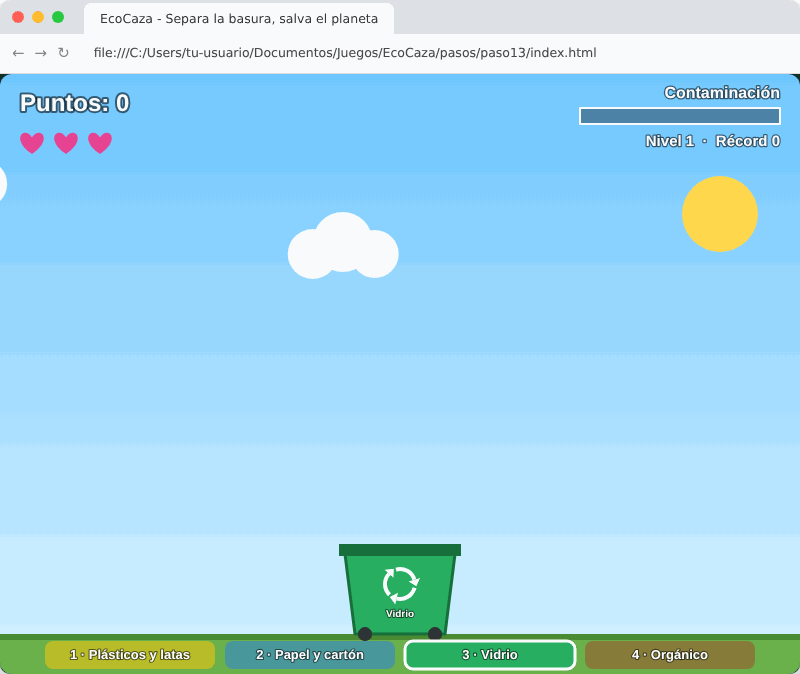 EcoCaza - Separa la basura, salva el planeta
file:///C:/Users/tu-usuario/Documentos/Juegos/EcoCaza/pasos/paso13/index.html
Puntos: 0
Contaminación
Nivel 1 · Récord 0
Vidrio
1 · Plásticos y latas
2 · Papel y cartón
3 · Vidrio
4 · Orgánico